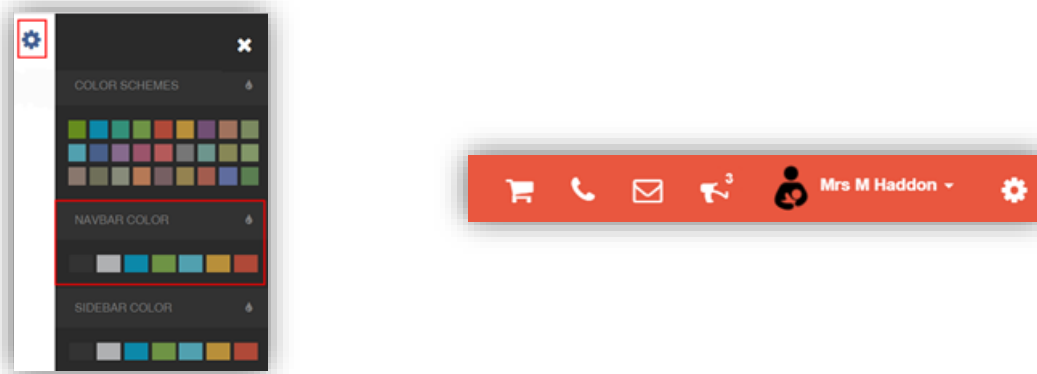 COLOR SCHEMES
NAVBAR COLOR
SIDEBAR COLOR
3
Mrs M Haddon